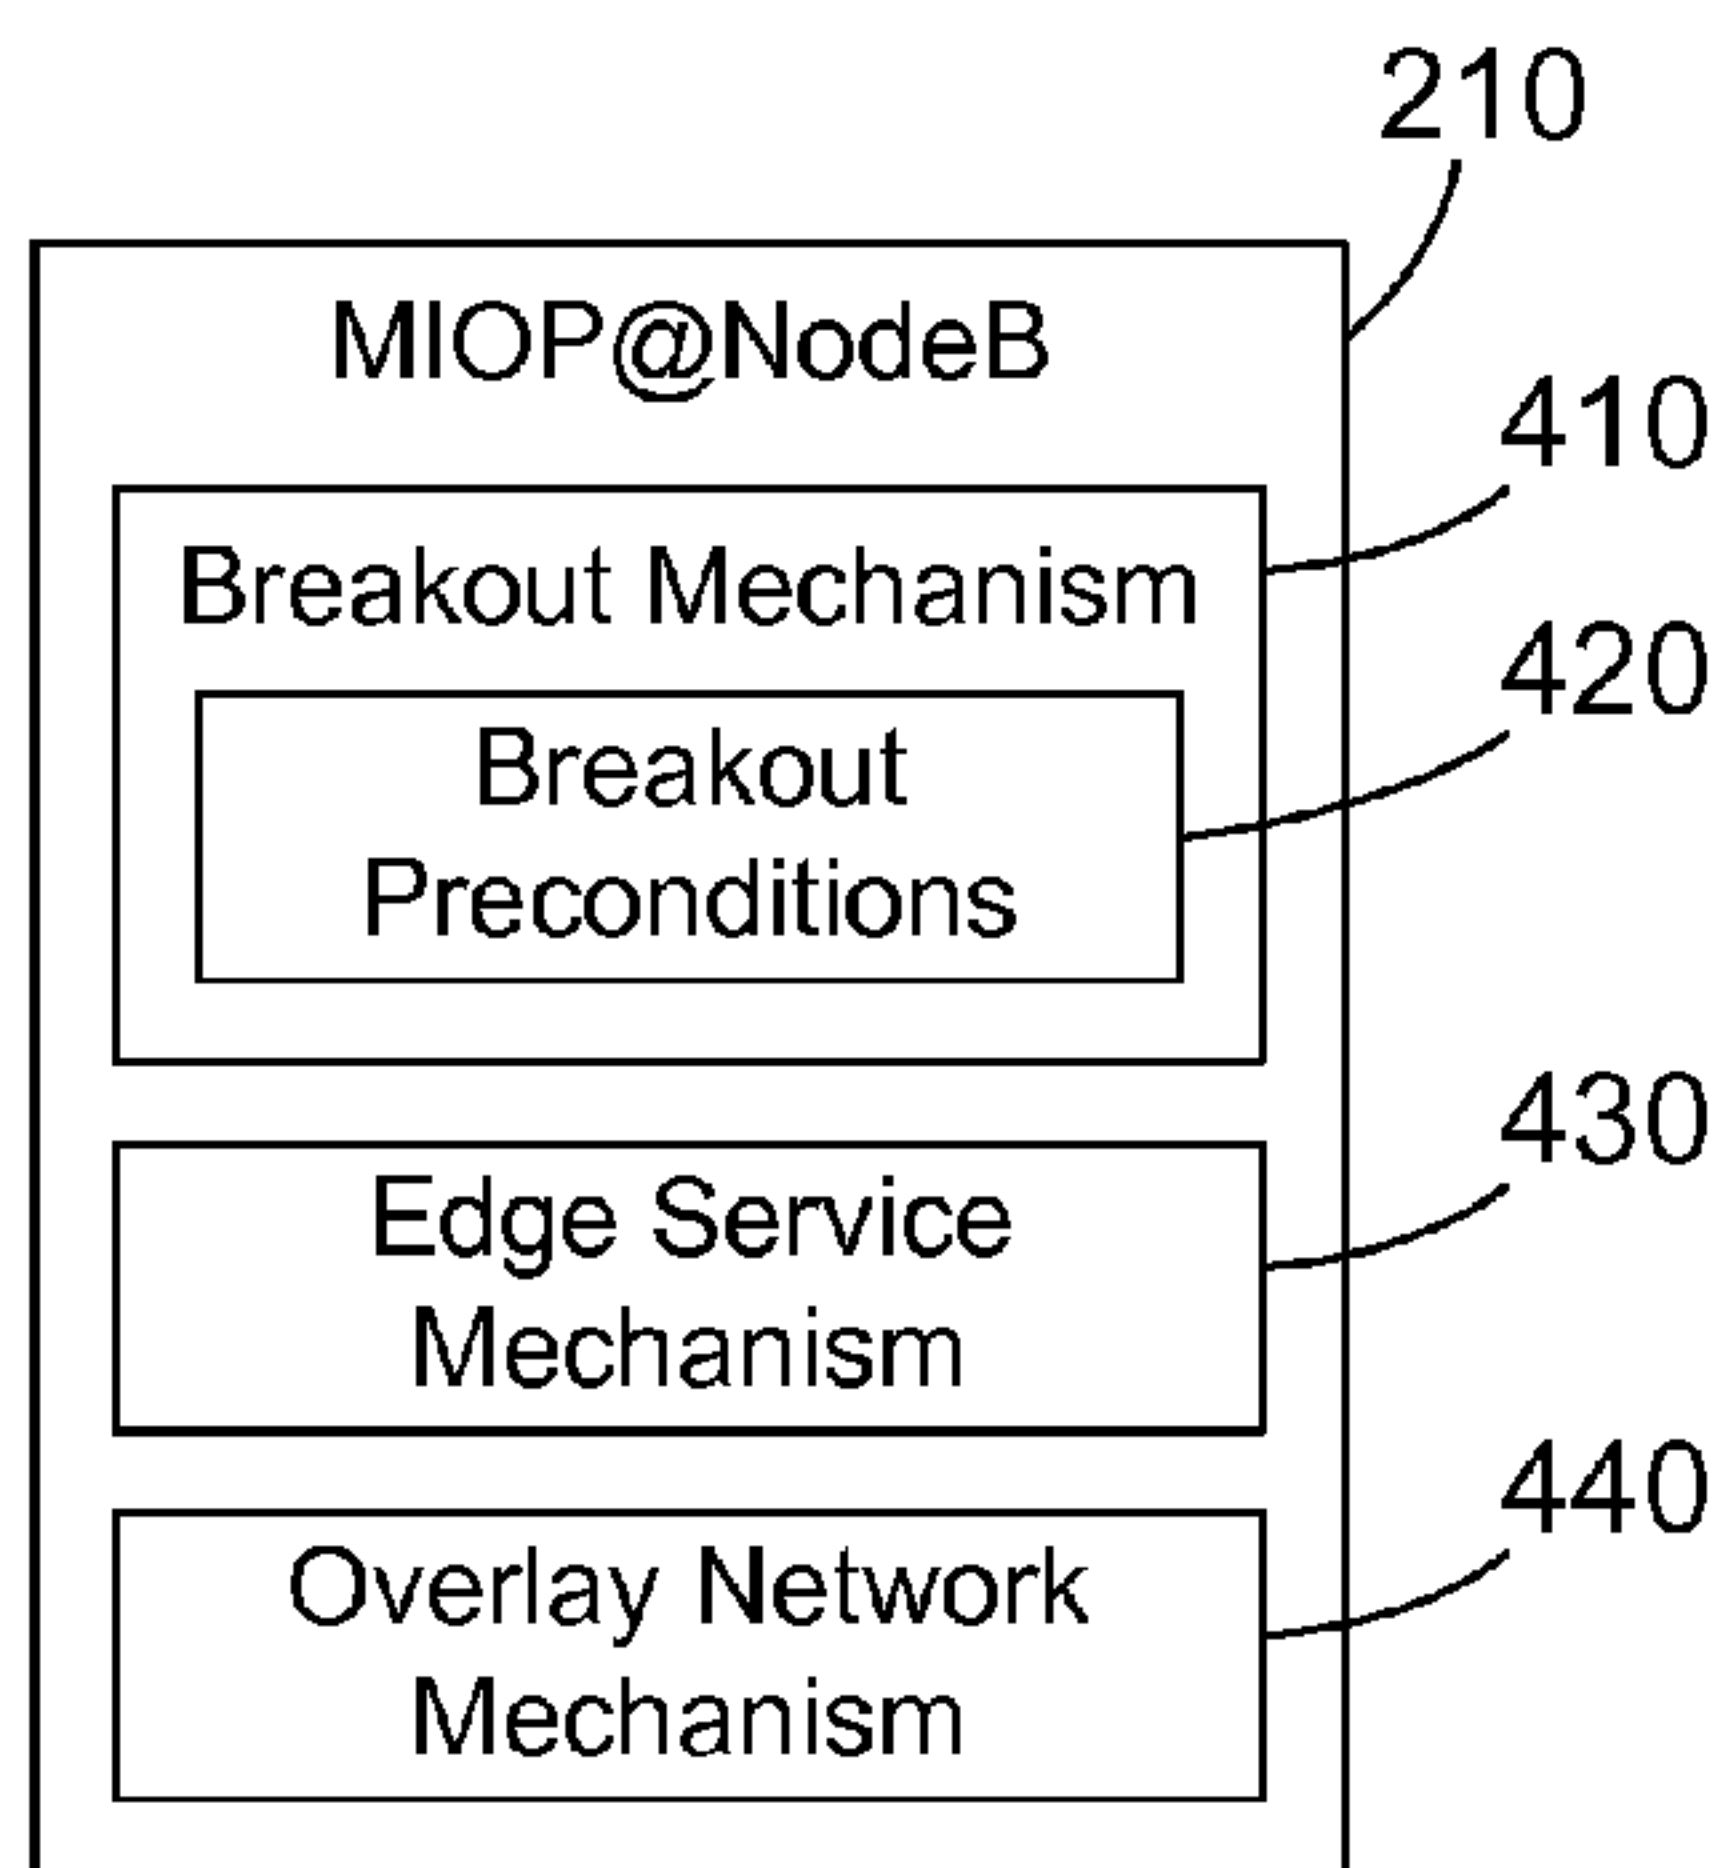 210
MIOP@NodeB
410
Breakout Mechanism
420
Breakout
Preconditions
430
Edge Service
Mechanism
440
Overlay Network
Mechanism